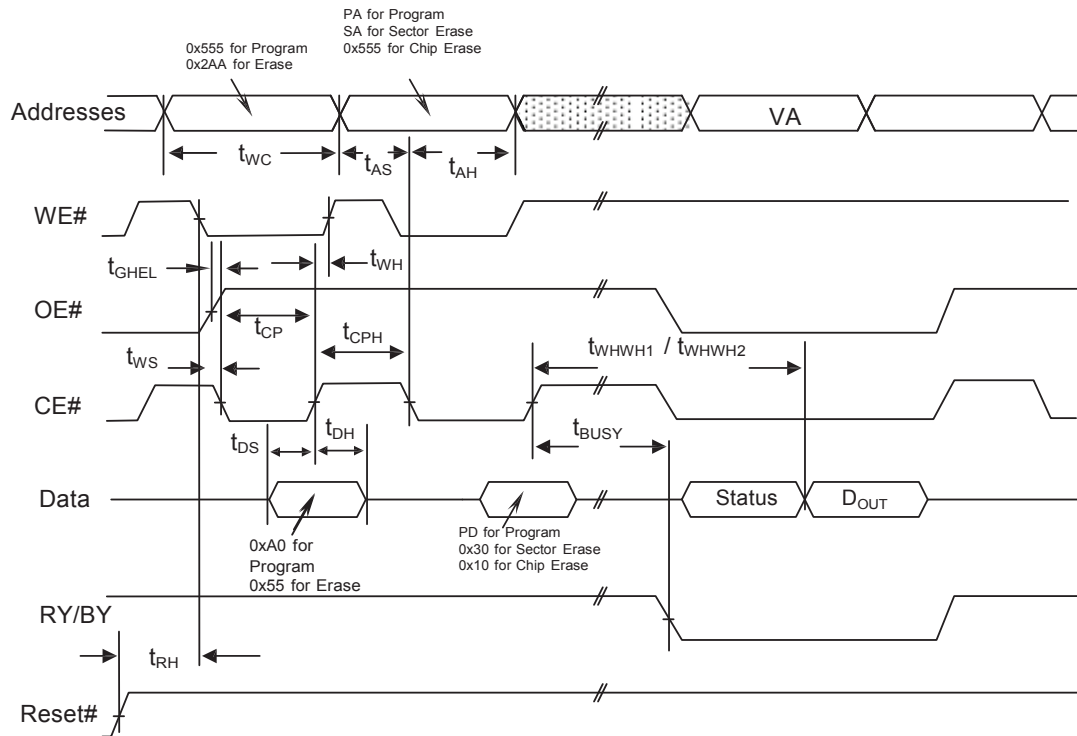 PA for Program
SA for Sector Erase
0x555 for Chip Erase
0x555 for Program
0x2AA for Erase
Addresses
VA
tWC
tAS
tAH
WE#
tGHEL
tWH
OE#
tCP
tCPH
tWHWH1 / tWHWH2
tWS
CE#
tDS
tDH
tBUSY
Data
Status
DOUT
0xA0 for
Program
0x55 for Erase
PD for Program
0x30 for Sector Erase
0x10 for Chip Erase
RY/BY
tRH
Reset#